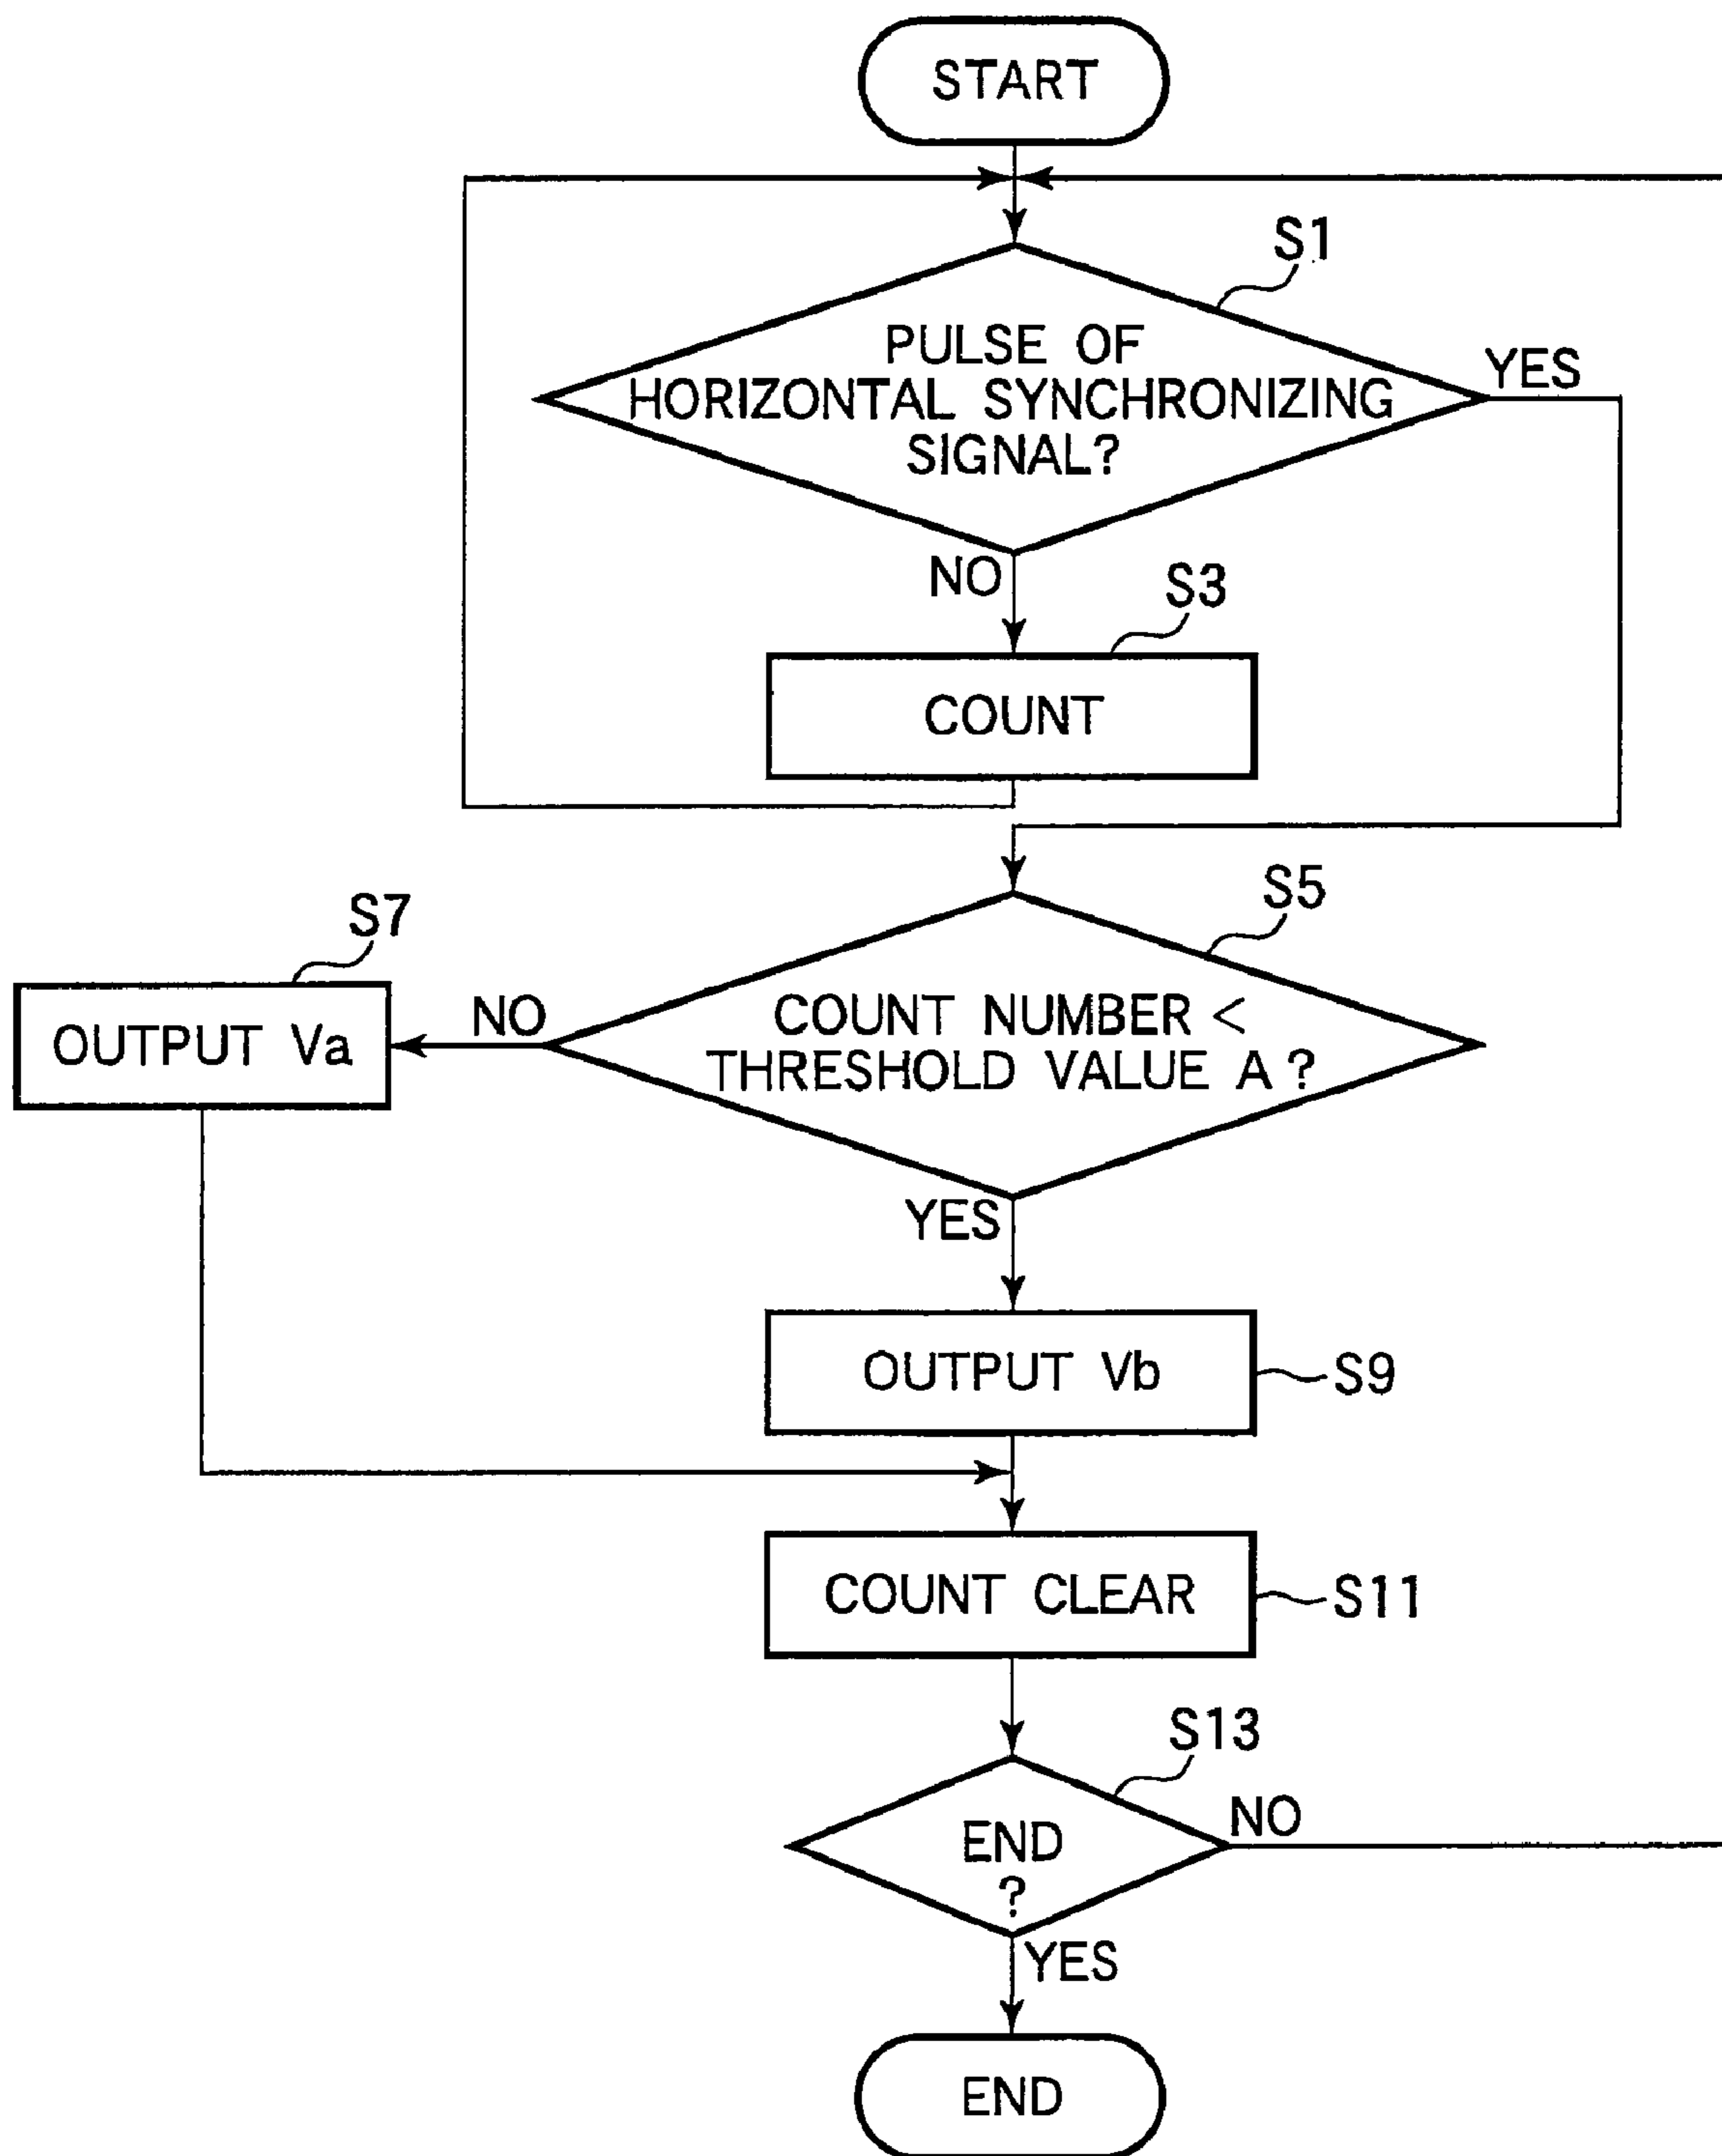 START
S1
PULSE OF
HORIZONTAL SYNCHRONIZING
SIGNAL?
YES
NO
S3
COUNT
S5
S7
COUNT NUMBER <
THRESHOLD VALUE A ?
NO
OUTPUT Va
YES
OUTPUT Vb
S9
COUNT CLEAR
S11
S13
END
?
NO
YES
END